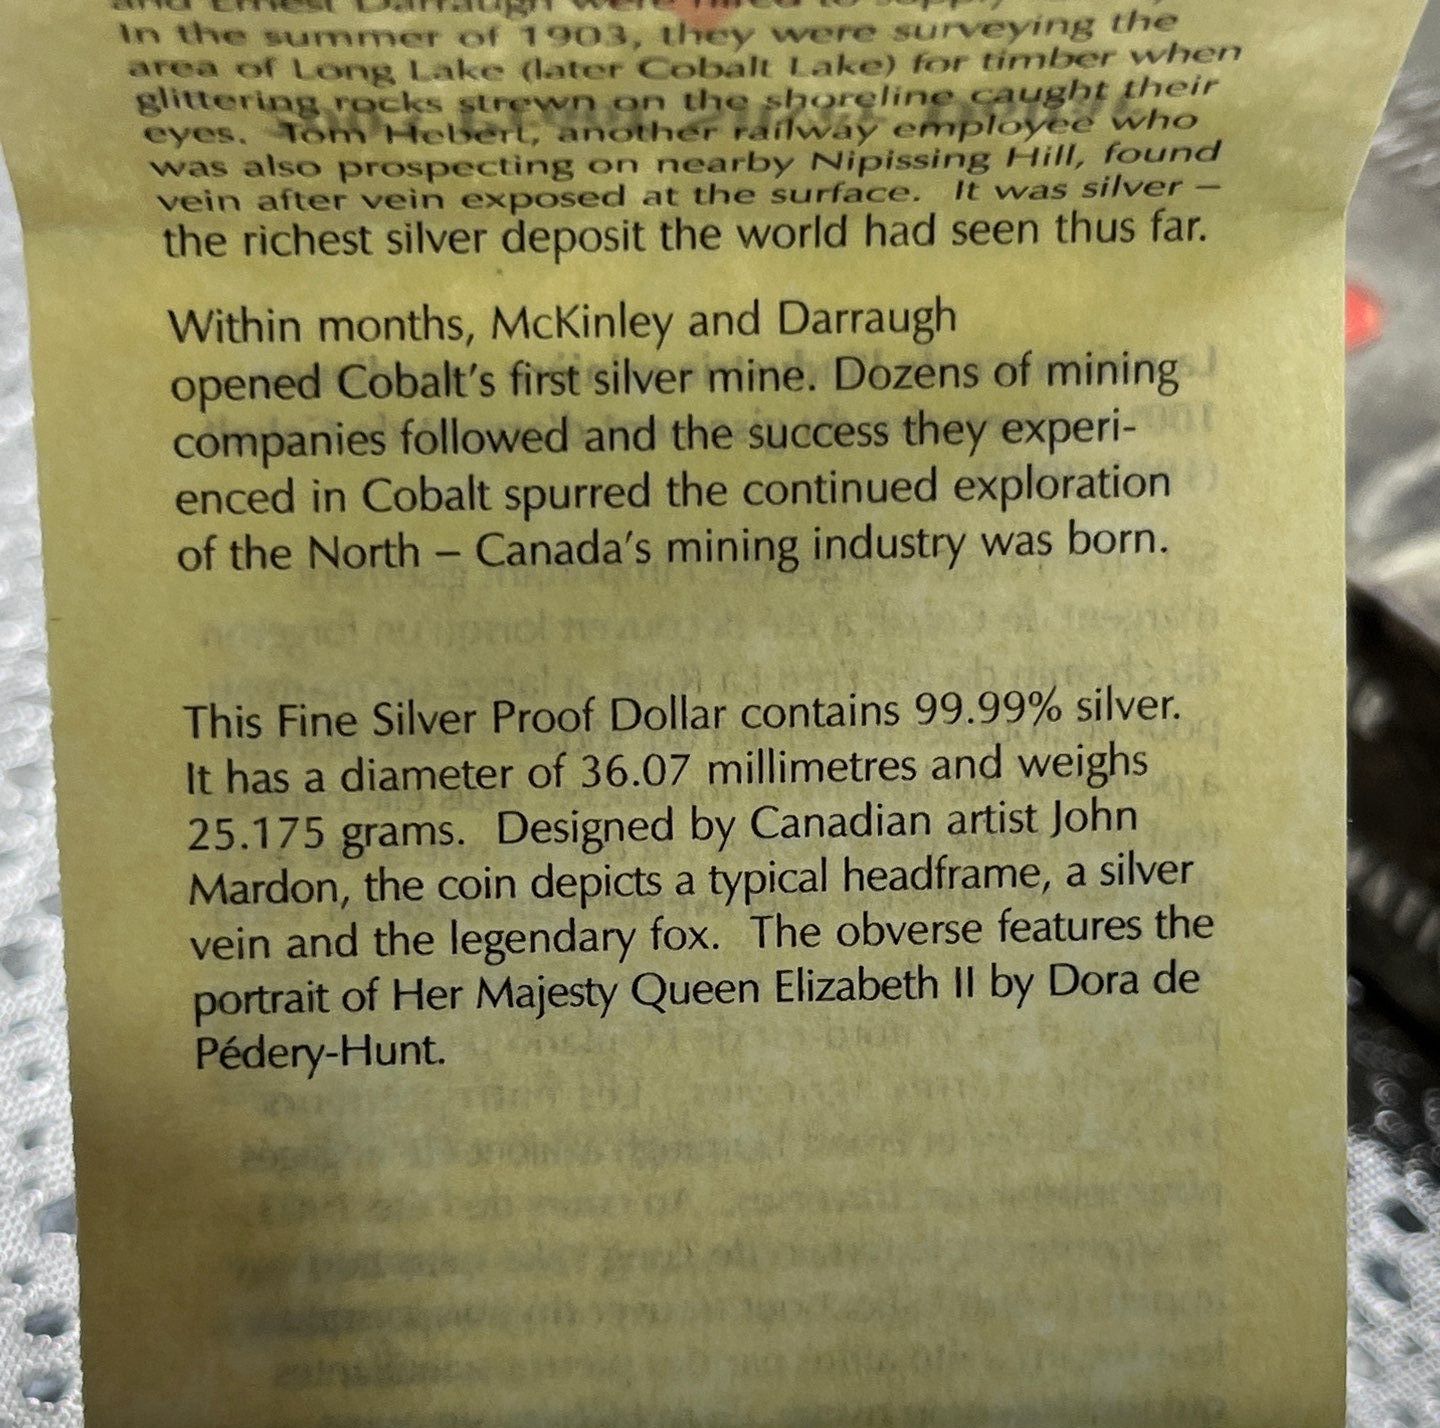 and Ernest Darraugh were hired to supply
In the summer of 1903, they were surveying the
area of Long Lake (later Cobalt Lake) for timber when
glittering rocks strewn on the shoreline caught their
eyes.  Tom Hebert, another railway employee who
was also prospecting on nearby Nipissing Hill, found
vein after vein exposed at the surface.  It was silver –
the richest silver deposit the world had seen thus far.
Within months, McKinley and Darraugh
opened Cobalt's first silver mine. Dozens of mining
companies followed and the success they experi-
enced in Cobalt spurred the continued exploration
of the North – Canada's mining industry was born.
This Fine Silver Proof Dollar contains 99.99% silver.
It has a diameter of 36.07 millimetres and weighs
25.175 grams.  Designed by Canadian artist John
Mardon, the coin depicts a typical headframe, a silver
vein and the legendary fox.  The obverse features the
portrait of Her Majesty Queen Elizabeth II by Dora de
Pédery-Hunt.